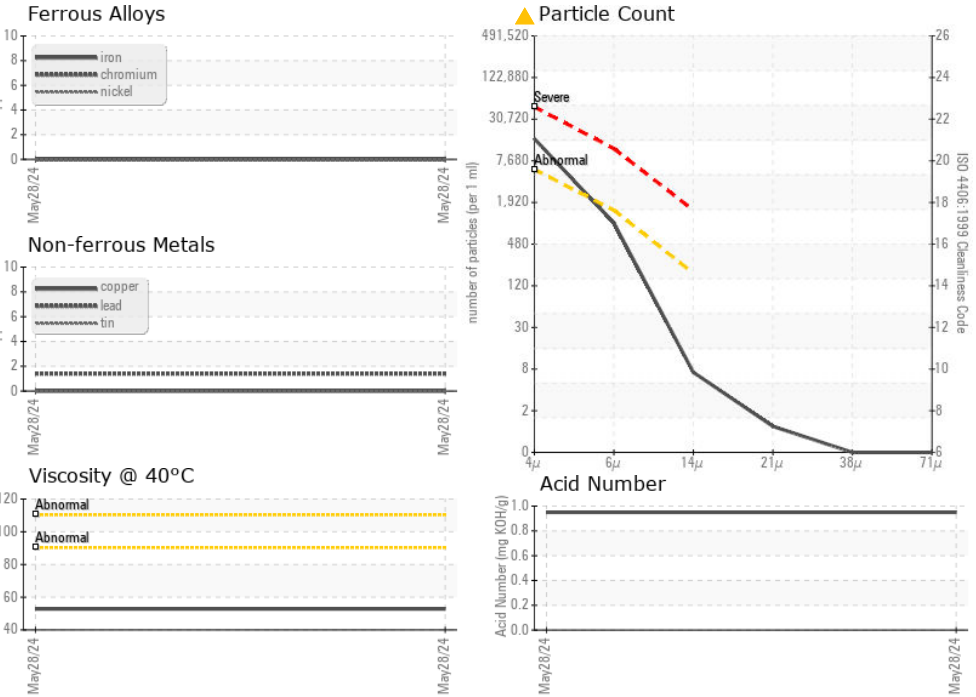 Ferrous Alloys
10
8
6
4
2
0
iron
chromium
nickel
May28/24
May28/24
Non-ferrous Metals
10
8
6
4
2
0
copper
lead
tin
May28/24
May28/24
Viscosity @ 40°C
120
100
80
60
40
Abnormal
Abnormal
May28/24
May28/24
Particle Count
491,520
122,880
30,720
7,680
1,920
480
120
30
8
2
0
number of particles (per 1 ml)
Severe
Abnormal
26
24
22
20
18
16
14
12
10
8
6
ISO 4406:1999 Cleanliness Code
4µ
6µ
14µ
21µ
38µ
71µ
Acid Number
Acid Number (mg KOH/g)
1.0
0.8
0.6
0.4
0.2
0.0
May28/24
May28/24